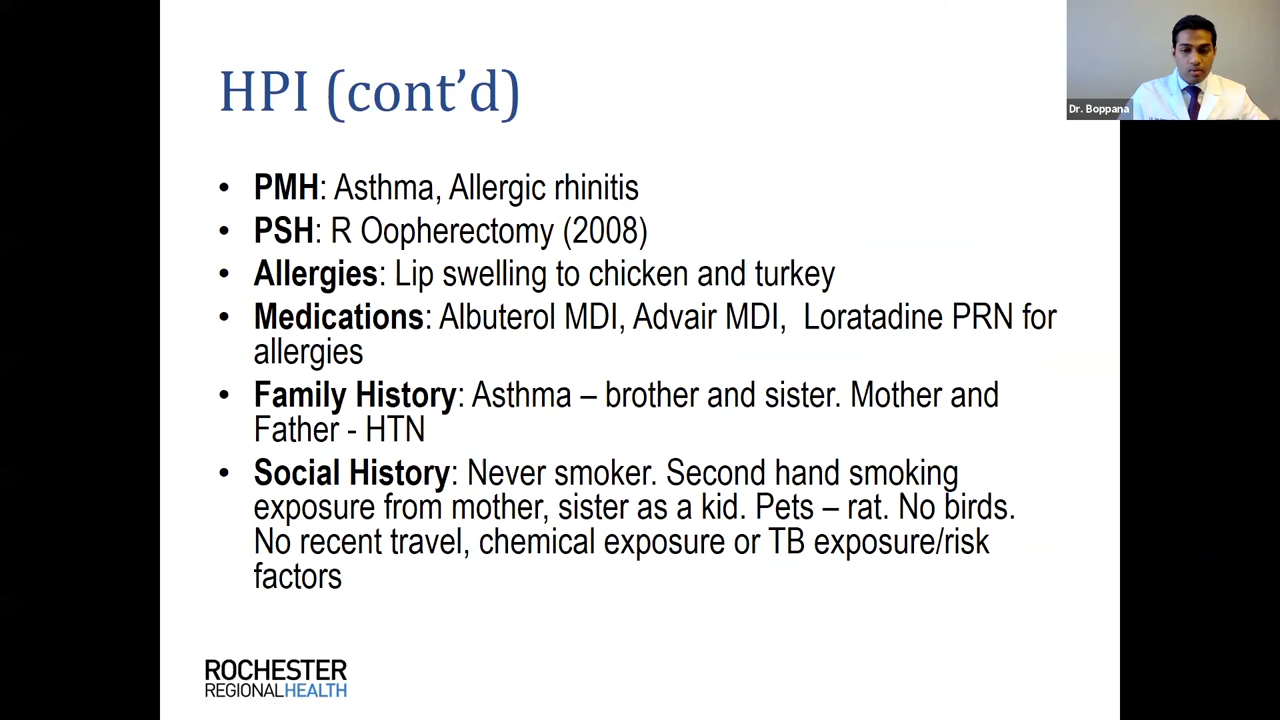 HPI (cont’d)
Dr. Boppana
• PMH: Asthma, Allergic rhinitis
• PSH: R Oopherectomy (2008)
• Allergies: Lip swelling to chicken and turkey
• Medications: Albuterol MDI, Advair MDI,  Loratadine PRN for
allergies
• Family History: Asthma – brother and sister. Mother and
Father - HTN
• Social History: Never smoker. Second hand smoking
exposure from mother, sister as a kid. Pets – rat. No birds.
No recent travel, chemical exposure or TB exposure/risk
factors
ROCHESTER
REGIONALHEALTH